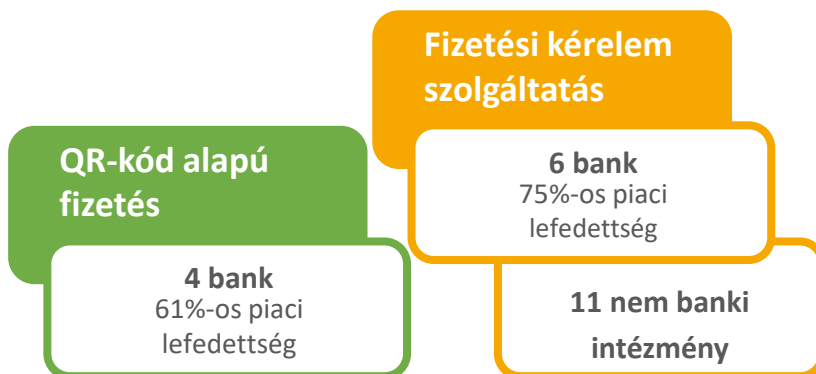 Fizetési kérelem
szolgáltatás
6 bank
75%-os piaci
lefedettség
11 nem banki
intézmény
QR-kód alapú
fizetés
4 bank
61%-os piaci
lefedettség